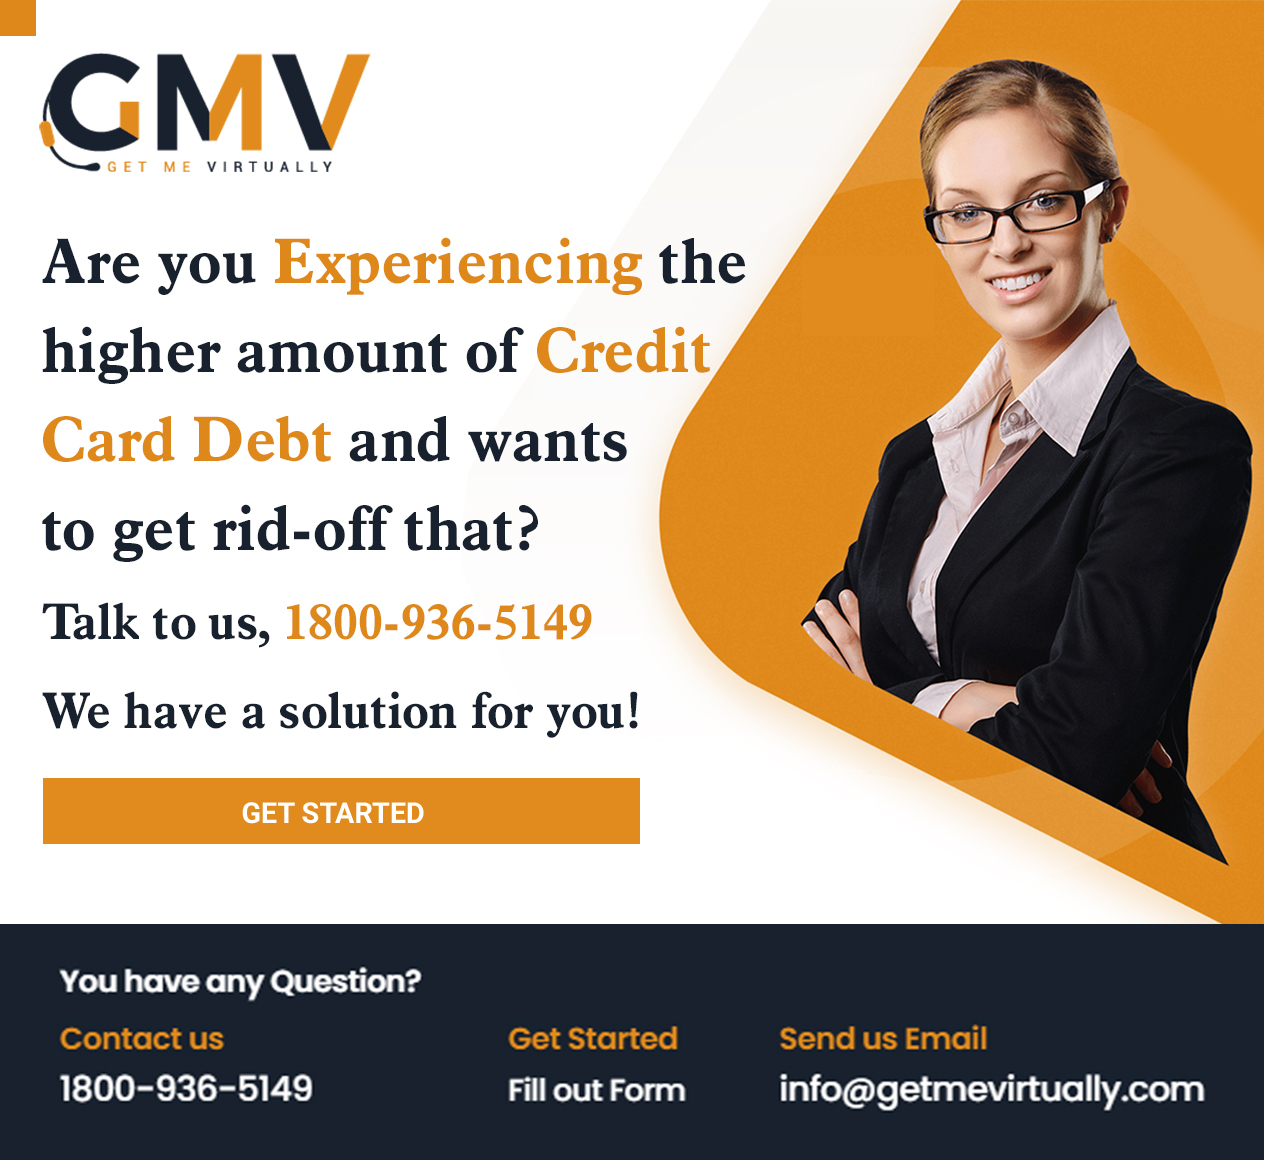 GMV
GET ME VIRTUALLY
Are you Experiencing the
higher amount of Credit
Card Debt and wants
to get rid-off that?
Talk to us, 1800-936-5149
We have a solution for you!
GET STARTED
You have any Question?
Contact us
1800-936-5149
Get Started
Fill out Form
Send us Email
info@getmevirtually.com